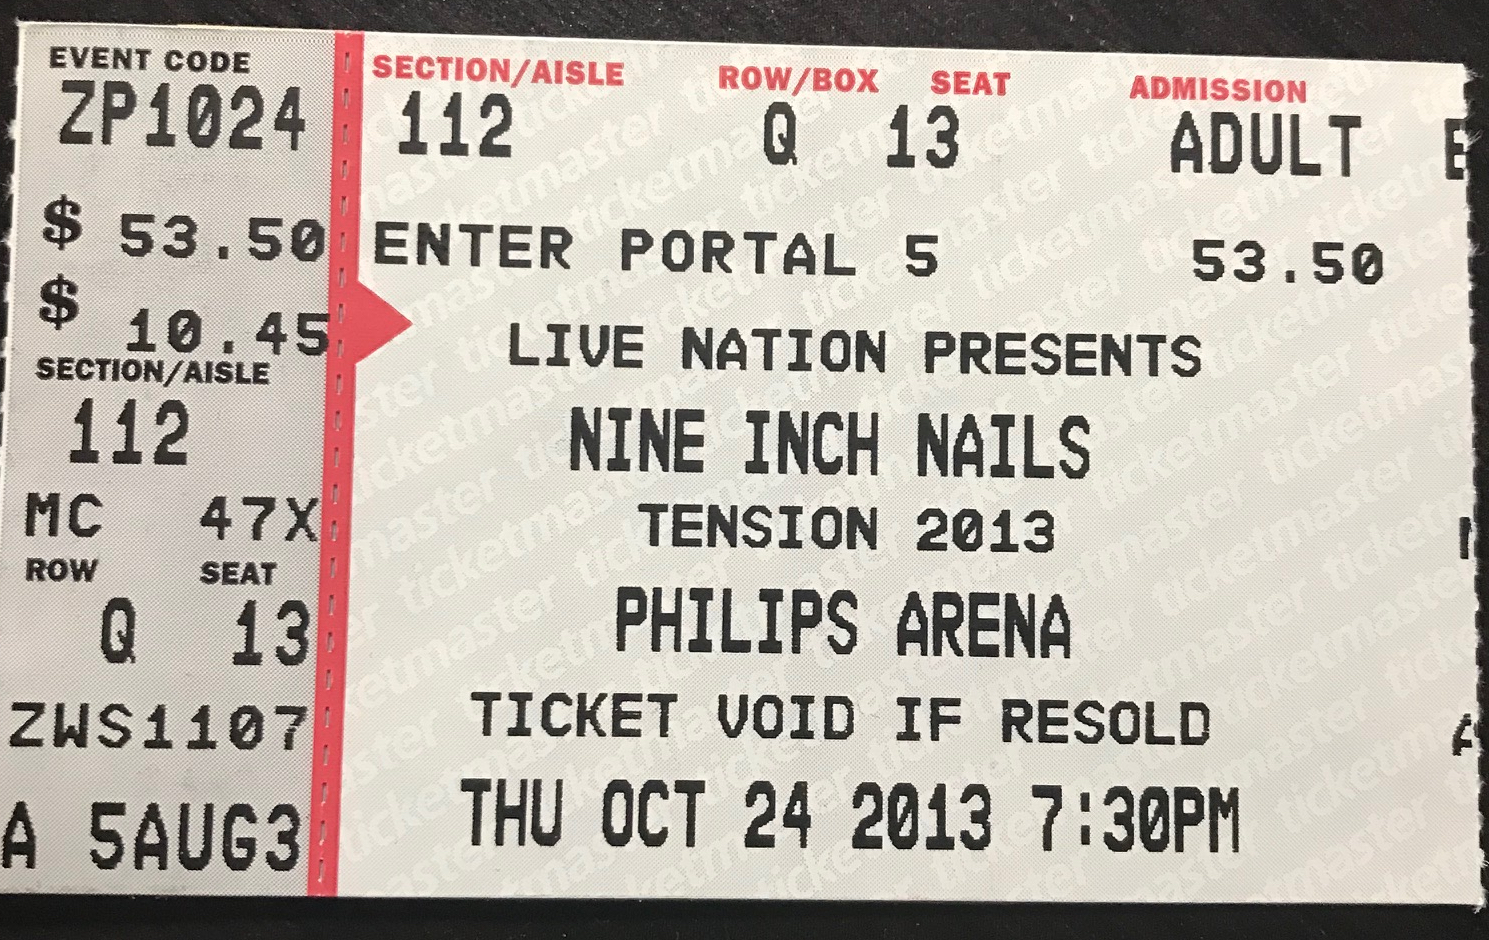 EVENT CODE
ZP1024
$ 53.50
$ 10.45
SECTION/AISLE
112
MC 47X
ROW SEAT
Q 13
ZWS1107
A 5AUG3
SECTION/AISLE ROW/BOX SEAT ADMISSION
112 Q 13 ADULT
ENTER PORTAL 5 53.50
LIVE NATION PRESENTS
NINE INCH NAILS
TENSION 2013
PHILIPS ARENA
TICKET VOID IF RESOLD
THU OCT 24 2013 7:30PM
ticketmaster